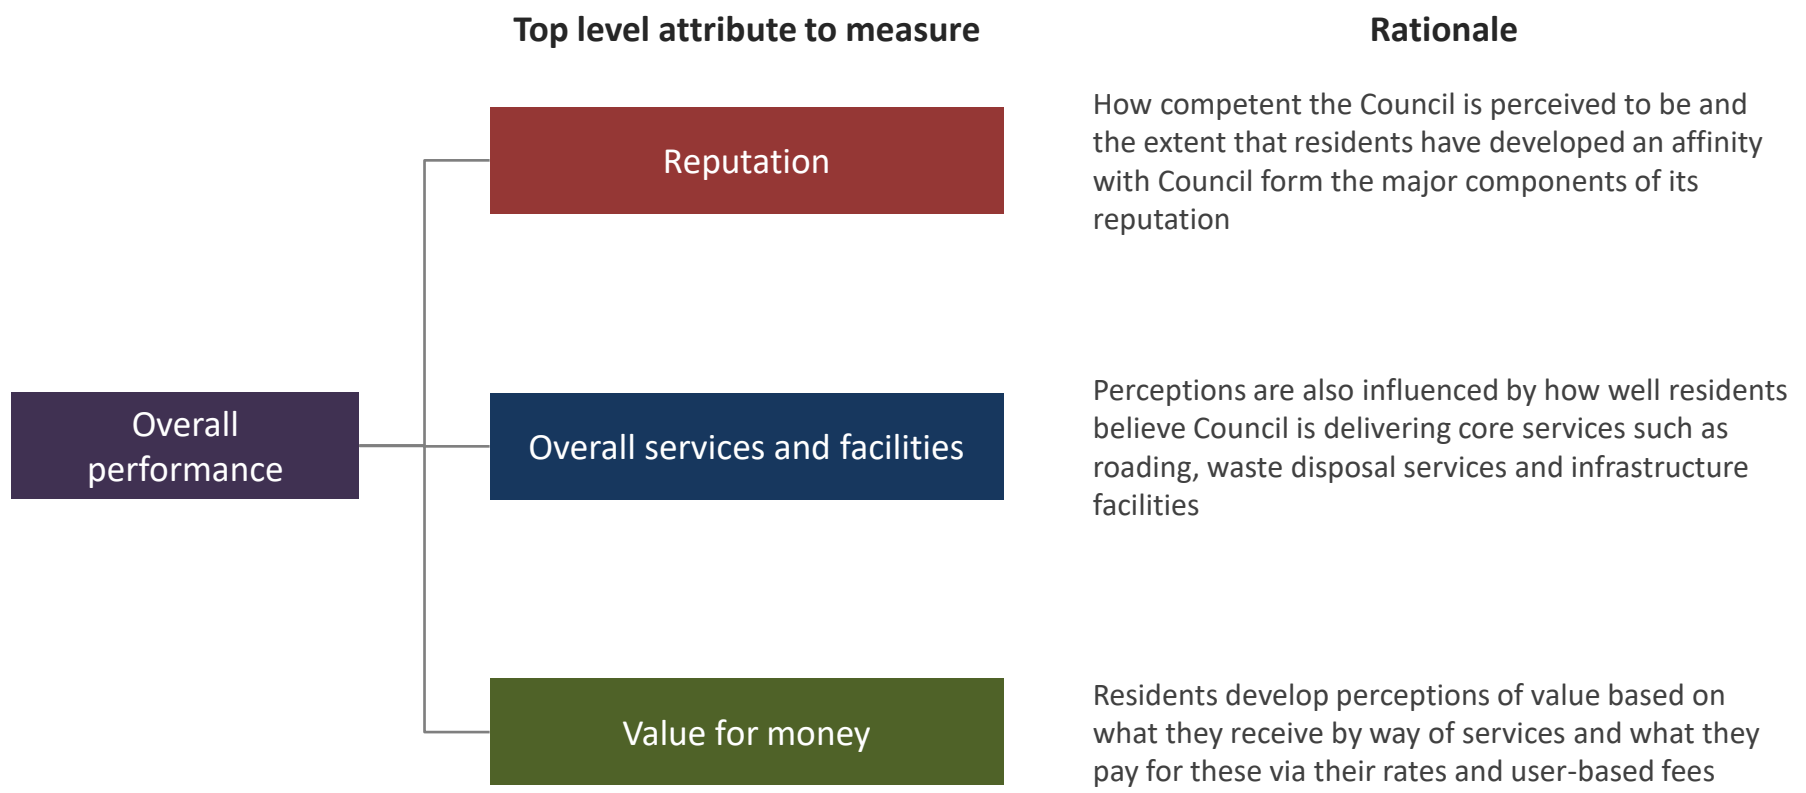 Top level attribute to measure
Rationale
Reputation
How competent the Council is perceived to be and
the extent that residents have developed an affinity
with Council form the major components of its
reputation
Overall
performance
Overall services and facilities
Perceptions are also influenced by how well residents
believe Council is delivering core services such as
roading, waste disposal services and infrastructure
facilities
Value for money
Residents develop perceptions of value based on
what they receive by way of services and what they
pay for these via their rates and user-based fees